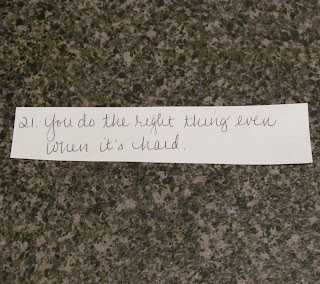 21. You do the right thing even
when it's hard.